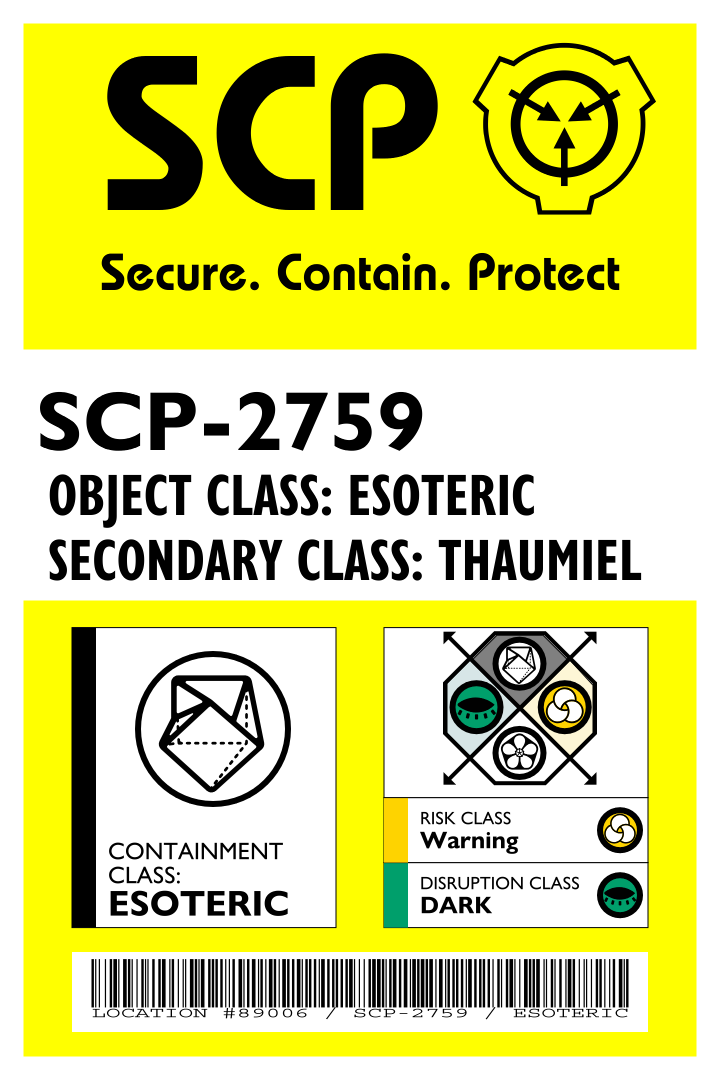 SCP
Secure. Contain. Protect
SCP-2759
OBJECT CLASS: ESOTERIC
SECONDARY CLASS: THAUMIEL
CONTAINMENT
CLASS:
ESOTERIC
RISK CLASS
Warning
DISRUPTION CLASS
DARK
LOCATION #89006 / SCP-2759 / ESOTERIC